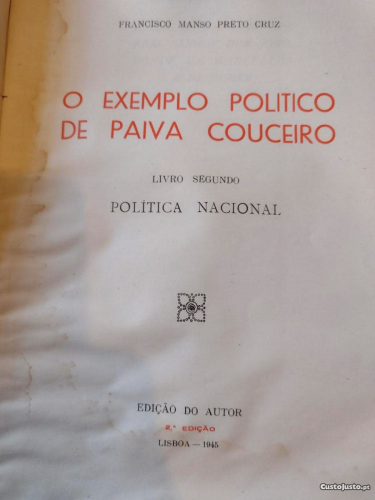 FRANCISCO MANSO PRETO CRUZ
O EXEMPLO POLITICO
DE PAIVA COUCEIRO
LIVRO SEGUNDO
POLÍTICA NACIONAL
EDIÇÃO DO AUTOR
2.ª EDIÇÃO
LISBOA — 1945
CustoJusto.pt